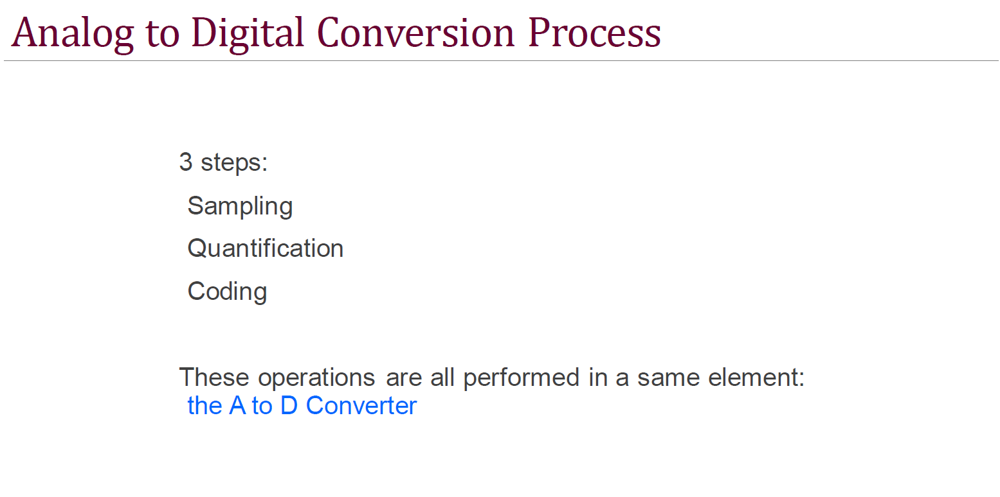 Analog to Digital Conversion Process
3 steps:
Sampling
Quantification
Coding
These operations are all performed in a same element:
the A to D Converter